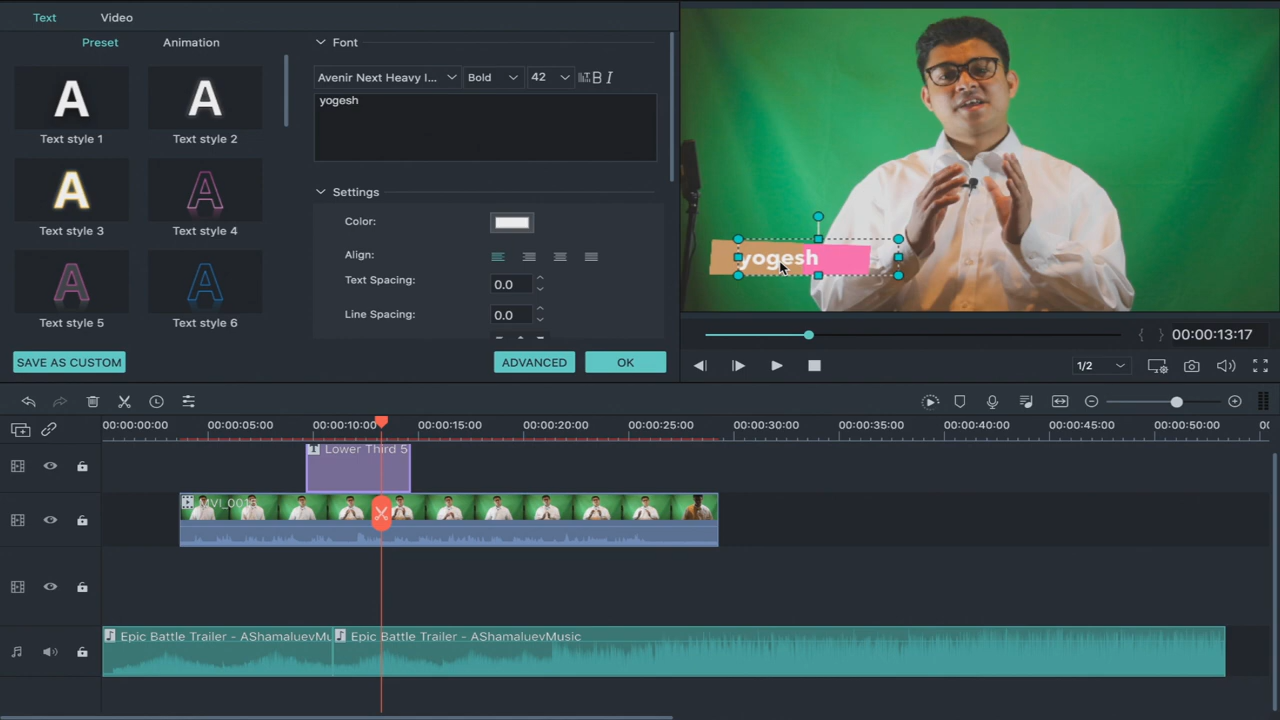 Text Video
Preset Animation
Text style 1
Text style 2
Text style 3
Text style 4
Text style 5
Text style 6
SAVE AS CUSTOM
Font
Avenir Next Heavy I... Bold 42 B I
yogesh
Settings
Color:
Align:
Text Spacing: 0.0
Line Spacing: 0.0
ADVANCED OK
yogesh
00:00:13:17
1/2
00:00:00:00 00:00:05:00 00:00:10:00 00:00:15:00 00:00:20:00 00:00:25:00 00:00:30:00 00:00:35:00 00:00:40:00 00:00:45:00 00:00:50:00
Lower Third 5
Epic Battle Trailer - AShamaluevMu
Epic Battle Trailer - AShamaluevMusic